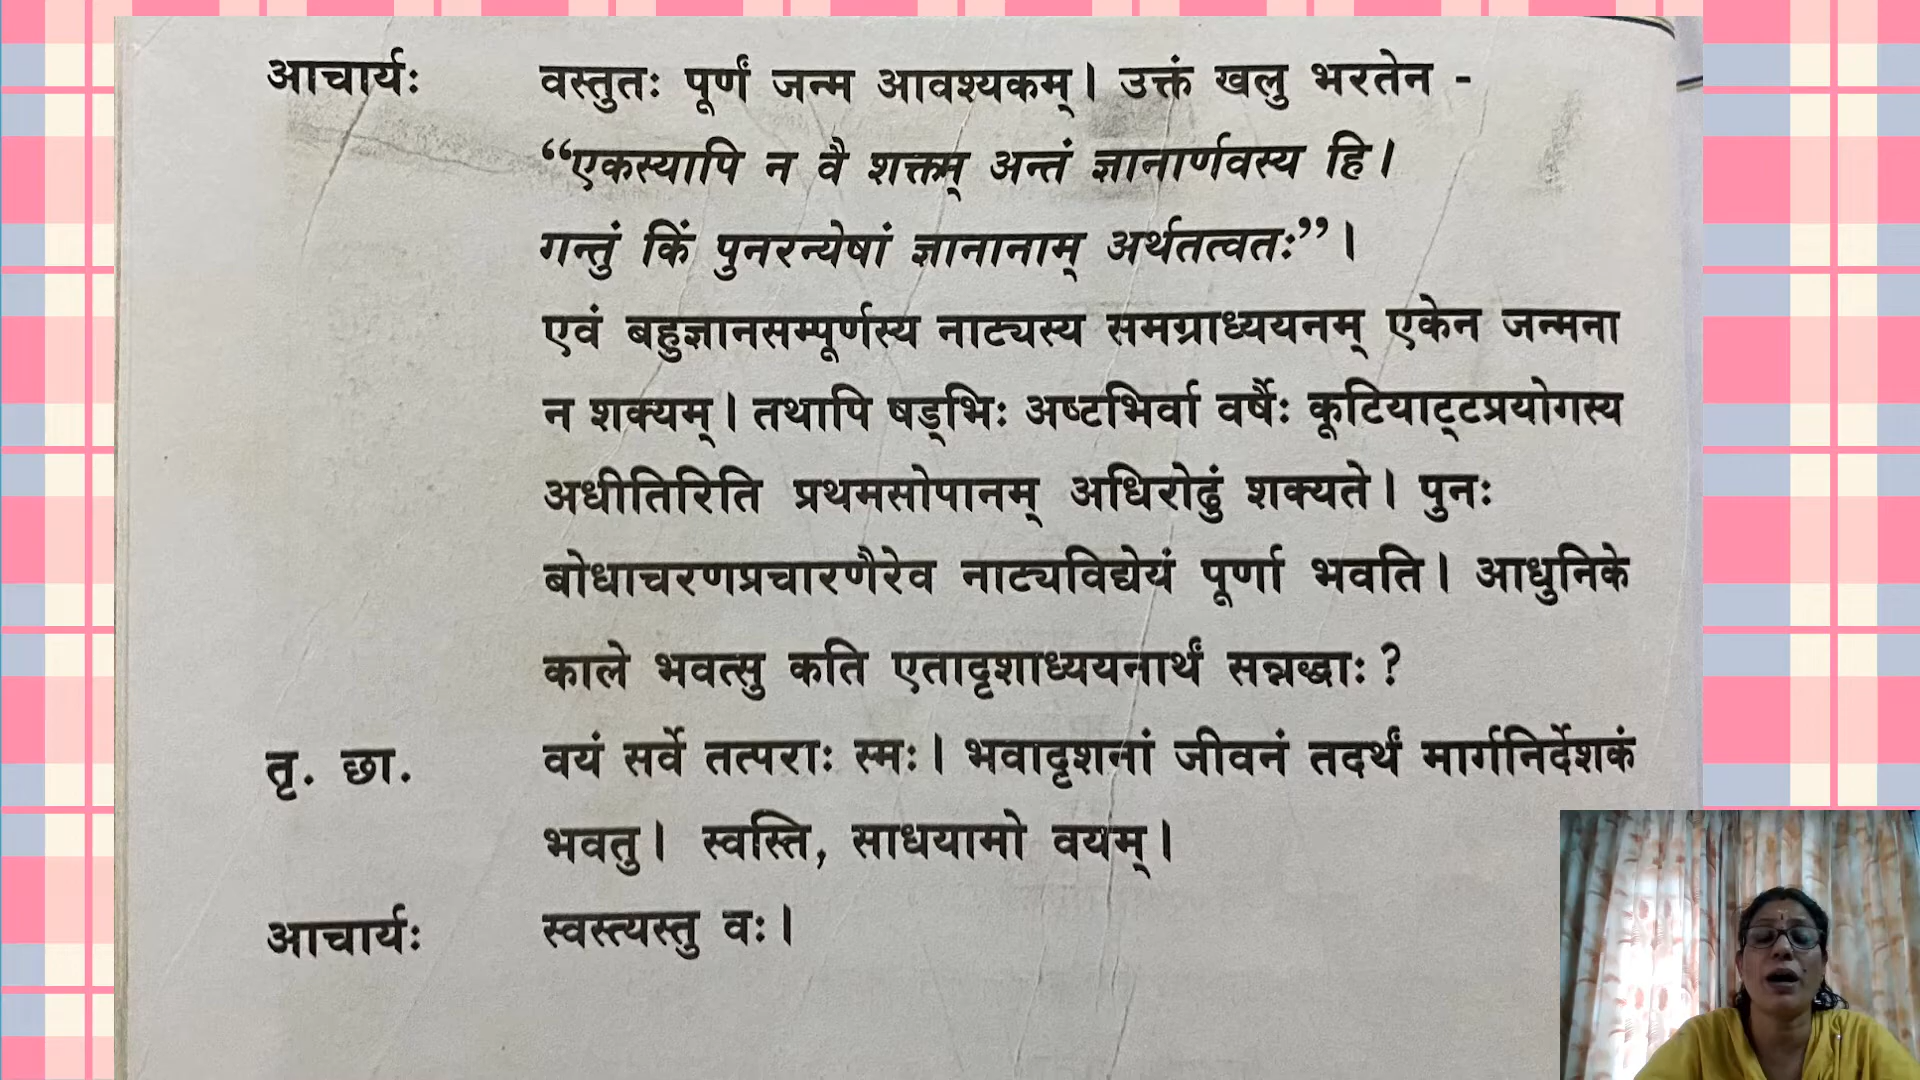 आचार्यः वस्तुतः पूर्णं जन्म आवश्यकम्। उक्तं खलु भरतेन -
“एकस्यापि न वै शक्तम् अन्तं ज्ञानार्णवस्य हि।
गन्तुं किं पुनरन्येषां ज्ञानानाम् अर्थतत्वतः”।
एवं बहुज्ञानसम्पूर्णस्य नाट्यस्य समग्राध्ययनम् एकेन जन्मना
न शक्यम्। तथापि षड्भिः अष्टभिर्वा वर्षैः कूटियाट्टप्रयोगस्य
अधीतिरिति प्रथमसोपानम् अधिरोढुं शक्यते। पुनः
बोधाचरणप्रचारणैरेव नाट्यविद्येयं पूर्णा भवति। आधुनिके
काले भवत्सु कति एतादृशाध्ययनार्थं सन्नद्धाः?
तृ. छा. वयं सर्वे तत्पराः स्मः। भवादृशनां जीवनं तदर्थं मार्गनिर्देशकं
भवतु। स्वस्ति, साधयामो वयम्।
आचार्यः स्वस्त्यस्तु वः।